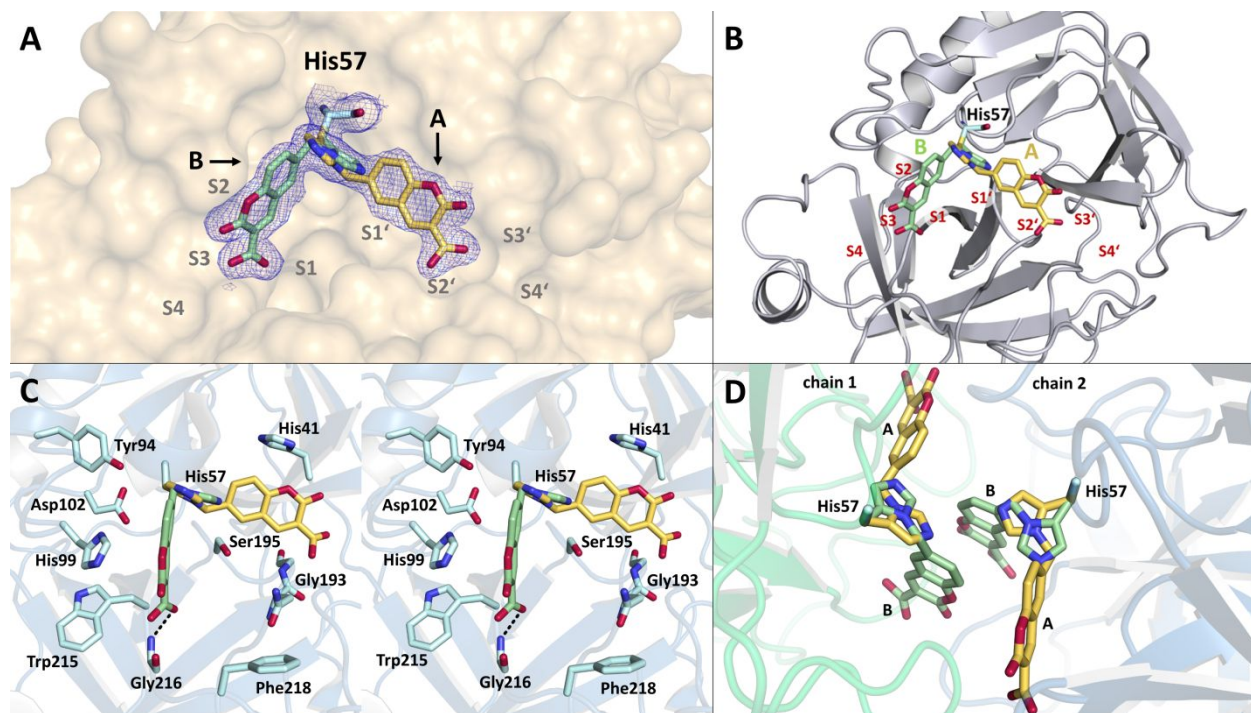 A
His57
A
B
S2
S1‘
S3‘
S3
S1
S2‘
S4
S4‘
B
His57
B
A
S2
S1‘
S3
S1
S2‘
S3‘
S4
S4‘
C
Tyr94
His41
His57
Asp102
Ser195
His99
Gly193
Trp215
Gly216
Phe218
Tyr94
His41
His57
Asp102
Ser195
His99
Gly193
Trp215
Gly216
Phe218
D
chain 1
chain 2
A
B
His57
His57
B
A